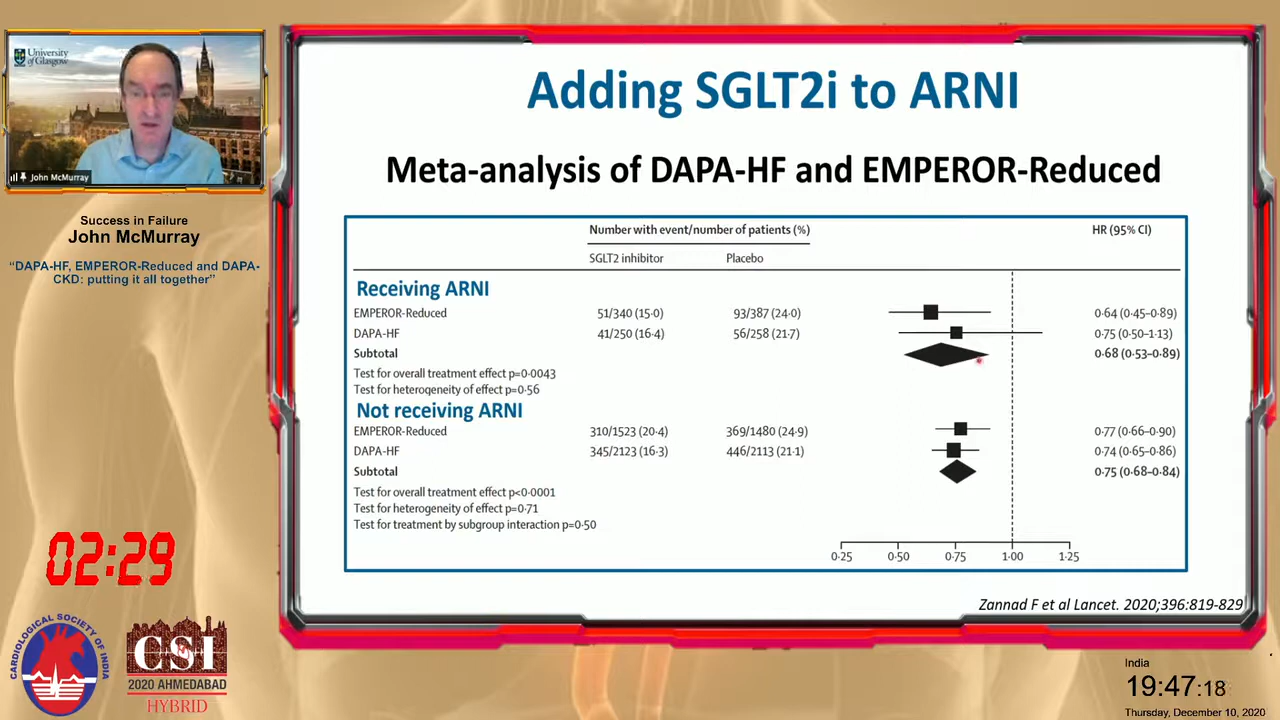 University
of Glasgow
John McMurray
Success in Failure
John McMurray
“DAPA-HF, EMPEROR-Reduced and DAPA-
CKD: putting it all together”
02:29
CARDIOLOGICAL SOCIETY OF INDIA
CSI
2020 AHMEDABAD
HYBRID
Adding SGLT2i to ARNI
Meta-analysis of DAPA-HF and EMPEROR-Reduced
Number with event/number of patients (%)
HR (95% CI)
SGLT2 inhibitor
Placebo
Receiving ARNI
EMPEROR-Reduced 51/340 (15·0) 93/387 (24·0) 0·64 (0·45–0·89)
DAPA-HF 41/250 (16·4) 56/258 (21·7) 0·75 (0·50–1·13)
Subtotal 0·68 (0·53–0·89)
Test for overall treatment effect p=0·0043
Test for heterogeneity of effect p=0·56
Not receiving ARNI
EMPEROR-Reduced 310/1523 (20·4) 369/1480 (24·9) 0·77 (0·66–0·90)
DAPA-HF 345/2123 (16·3) 446/2113 (21·1) 0·74 (0·65–0·86)
Subtotal 0·75 (0·68–0·84)
Test for overall treatment effect p<0·0001
Test for heterogeneity of effect p=0·71
Test for treatment by subgroup interaction p=0·50
0·25 0·50 0·75 1·00 1·25
Zannad F et al Lancet. 2020;396:819-829
India
19:47:18
Thursday, December 10, 2020